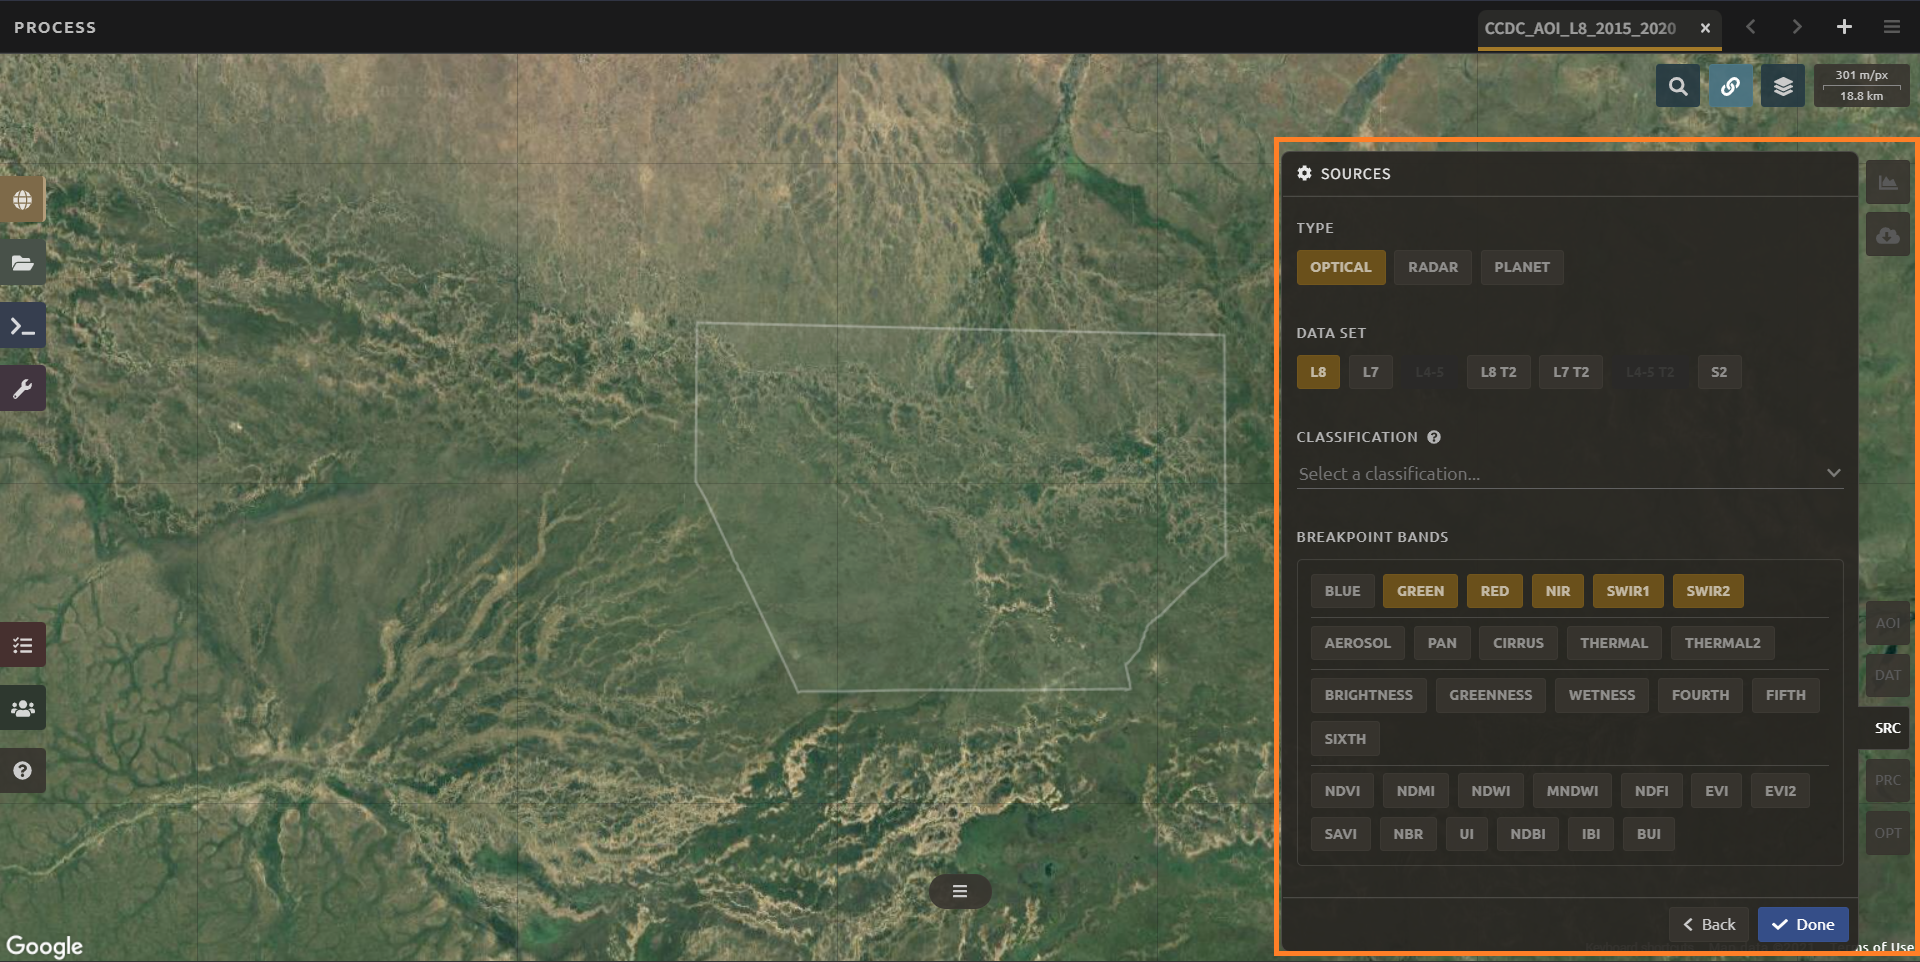 PROCESS
CCDC_AOI_L8_2015_2020
301 m/px
18.8 km
SOURCES
TYPE
OPTICAL RADAR PLANET
DATA SET
L8 L7 L4-5 L8 T2 L7 T2 L4-5 T2 S2
CLASSIFICATION
Select a classification...
BREAKPOINT BANDS
BLUE GREEN RED NIR SWIR1 SWIR2
AEROSOL PAN CIRRUS THERMAL THERMAL2
BRIGHTNESS GREENNESS WETNESS FOURTH FIFTH
SIXTH
NDVI NDMI NDWI MNDWI NDFI EVI EVI2
SAVI NBR UI NDBI IBI BUI
Back Done
AOI
DAT
SRC
PRC
OPT
Google
ms of Use